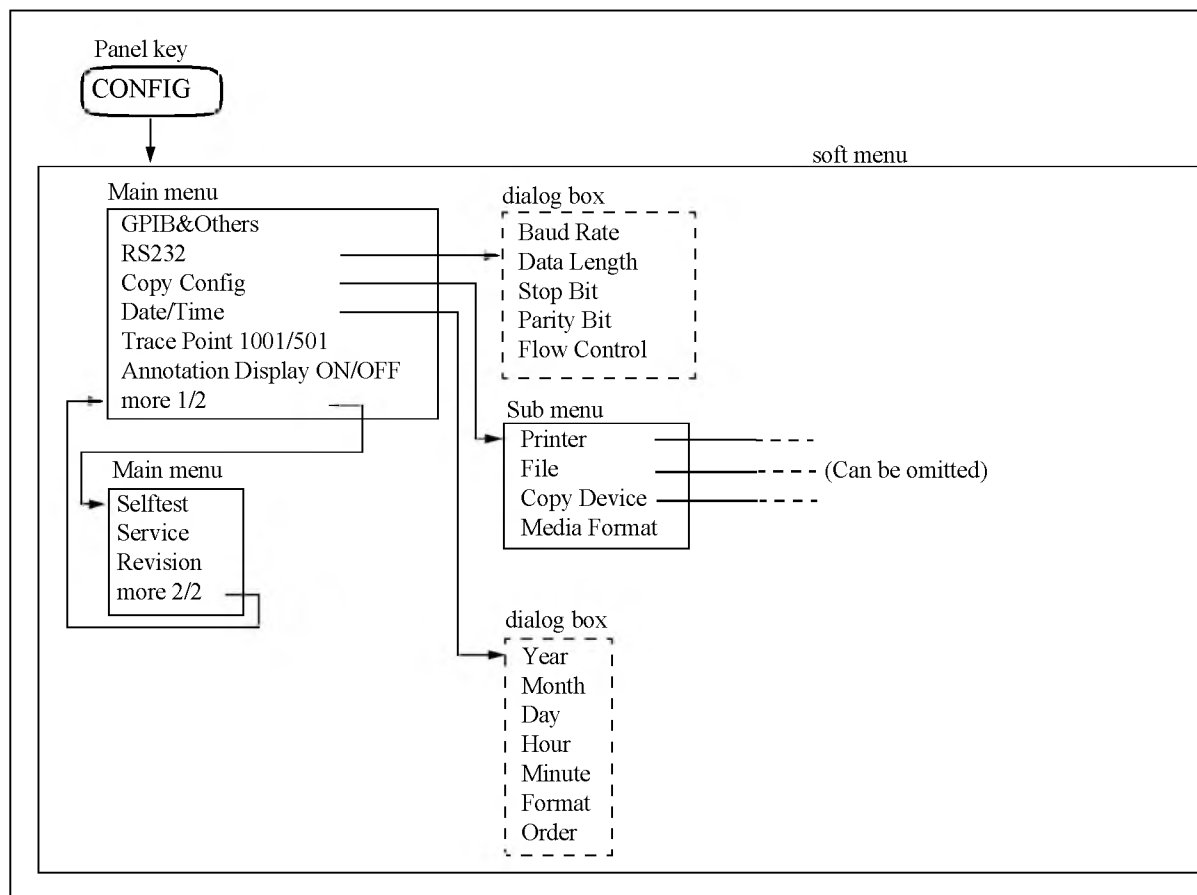 Panel key
CONFIG
soft menu
Main menu
GPIB&Others
RS232
Copy Config
Date/Time
Trace Point 1001/501
Annotation Display ON/OFF
more 1/2
dialog box
Baud Rate
Data Length
Stop Bit
Parity Bit
Flow Control
Main menu
Selftest
Service
Revision
more 2/2
Sub menu
Printer
File
(Can be omitted)
Copy Device
Media Format
dialog box
Year
Month
Day
Hour
Minute
Format
Order